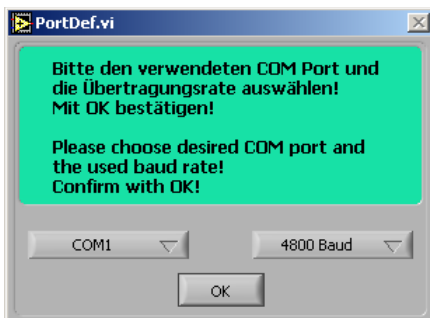 PortDef.vi
Bitte den verwendeten COM Port und
die Übertragungsrate auswählen!
Mit OK bestätigen!
Please choose desired COM port and
the used baud rate!
Confirm with OK!
COM1 4800 Baud
OK